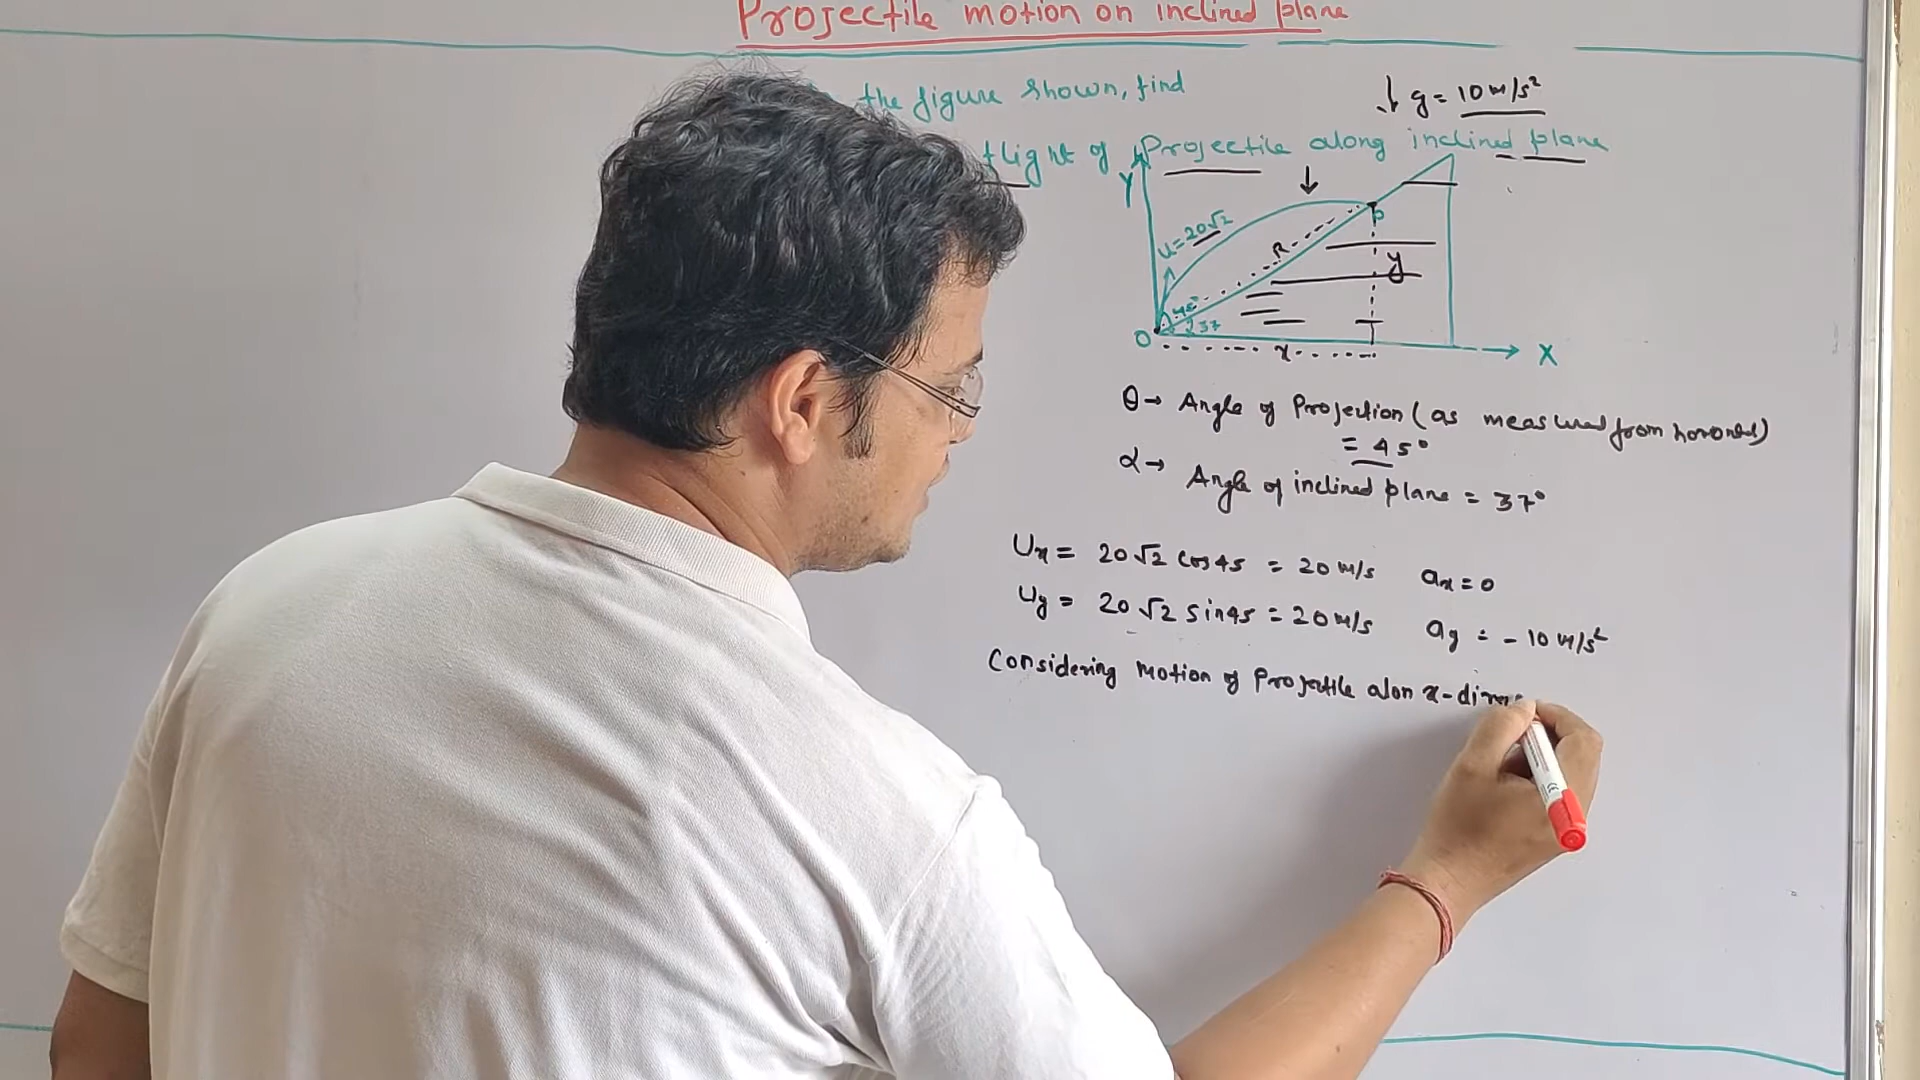 Projectile motion on inclined plane
the figure shown, find
↓ g = 10 m/s²
flight of Projectile along inclined plane
Y
u = 20√2
P
R
y
45°
37
O
x
X
θ → Angle of Projection (as measured from
= 45°
α → Angle of inclined plane = 37°
Ux = 20√2 cos45 = 20 m/s ax = 0
Uy = 20√2 sin45 = 20 m/s ay = - 10 m/s²
Considering motion of Projectile alon x-dire